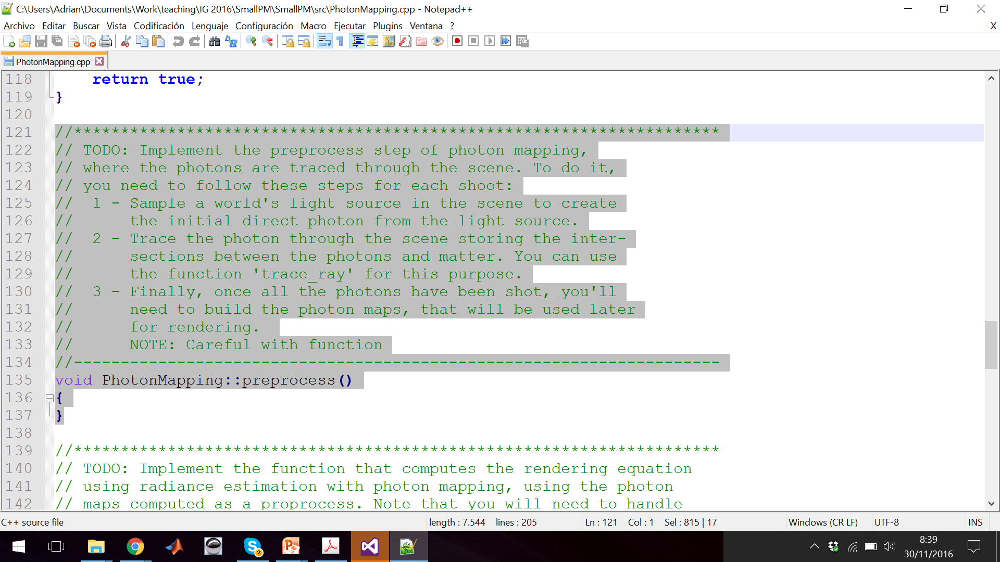 C:\Users\Adrian\Documents\Work\teaching\IG 2016\SmallPM\SmallPM\src\PhotonMapping.cpp - Notepad++
Archivo Editar Buscar Vista Codificación Lenguaje Configuración Macro Ejecutar Plugins Ventana ? X
PhotonMapping.cpp
118 return true;
119 }
120
121 //*********************************************************************
122 // TODO: Implement the preprocess step of photon mapping,
123 // where the photons are traced through the scene. To do it,
124 // you need to follow these steps for each shoot:
125 // 1 - Sample a world's light source in the scene to create
126 // the initial direct photon from the light source.
127 // 2 - Trace the photon through the scene storing the inter-
128 // sections between the photons and matter. You can use
129 // the function 'trace_ray' for this purpose.
130 // 3 - Finally, once all the photons have been shot, you'll
131 // need to build the photon maps, that will be used later
132 // for rendering.
133 // NOTE: Careful with function
134 //---------------------------------------------------------------------
135 void PhotonMapping::preprocess()
136 {
137 }
138
139 //*********************************************************************
140 // TODO: Implement the function that computes the rendering equation
141 // using radiance estimation with photon mapping, using the photon
142 // maps computed as a proprocess. Note that you will need to handle
C++ source file length : 7.544 lines : 205 Ln : 121 Col : 1 Sel : 815 | 17 Windows (CR LF) UTF-8 INS
2
8:39
30/11/2016